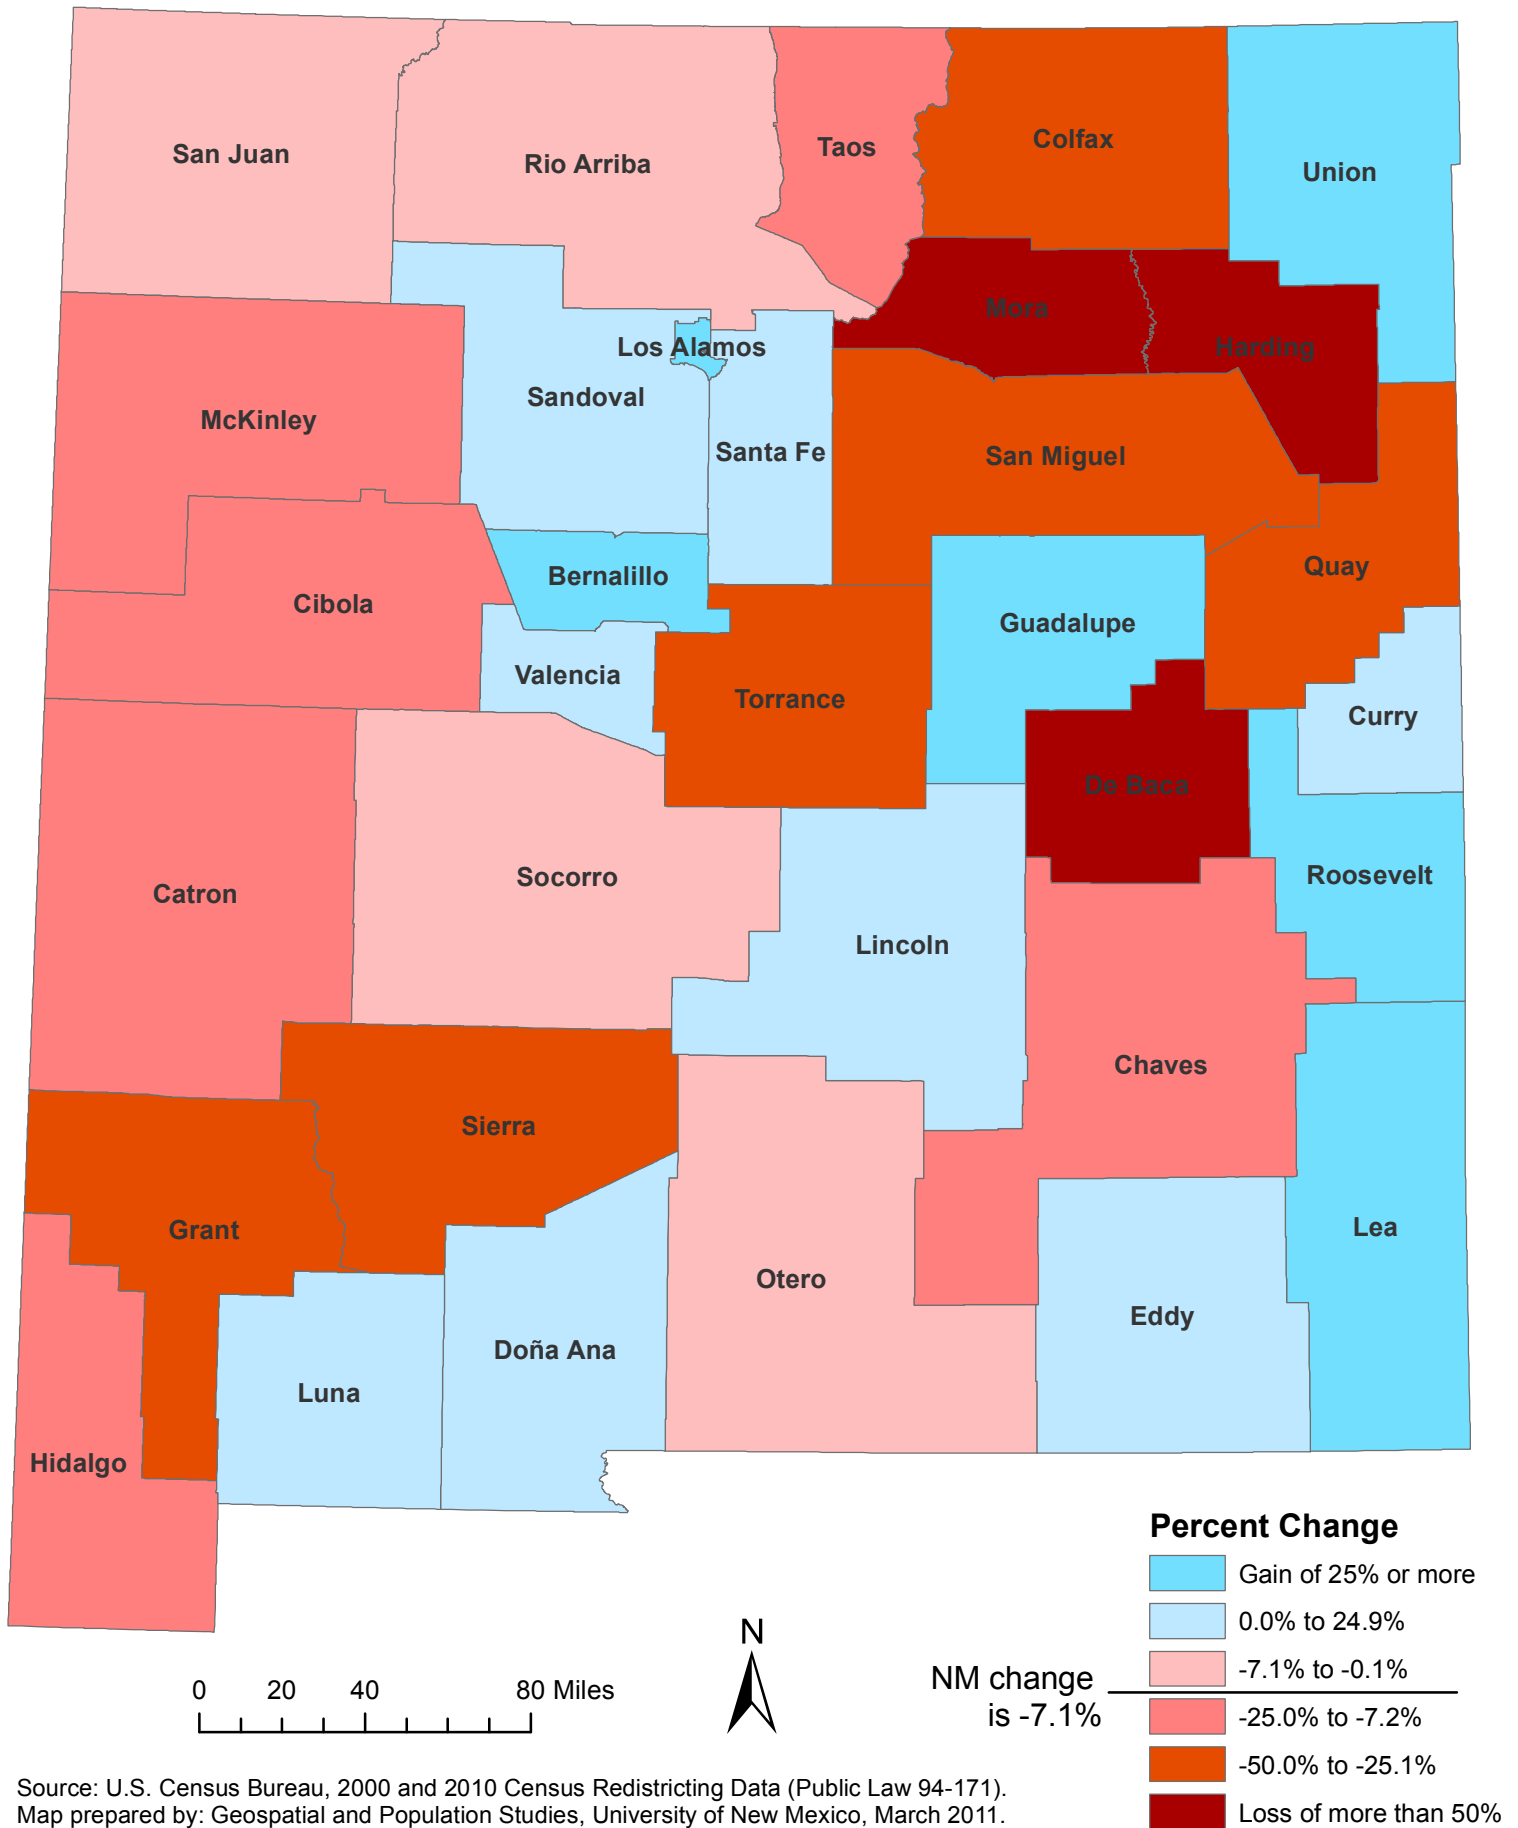 San Juan
Rio Arriba
Taos
Colfax
Union
Mora
Harding
Los Alamos
Sandoval
McKinley
Santa Fe
San Miguel
Bernalillo
Quay
Cibola
Guadalupe
Valencia
Torrance
Curry
De Baca
Roosevelt
Socorro
Catron
Lincoln
Chaves
Sierra
Grant
Lea
Otero
Eddy
Doña Ana
Luna
Hidalgo
Percent Change
Gain of 25% or more
0.0% to 24.9%
-7.1% to -0.1%
-25.0% to -7.2%
-50.0% to -25.1%
Loss of more than 50%
NM change
is -7.1%
N
0 20 40 80 Miles
Source: U.S. Census Bureau, 2000 and 2010 Census Redistricting Data (Public Law 94-171).
Map prepared by: Geospatial and Population Studies, University of New Mexico, March 2011.